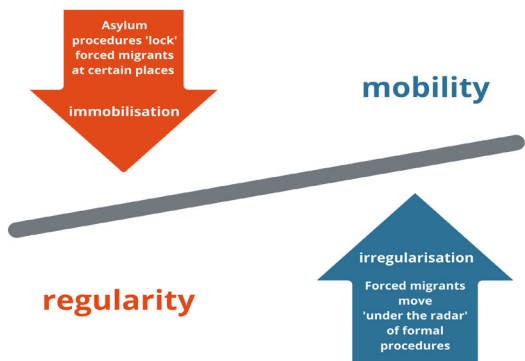 Asylum
procedures 'lock'
forced migrants
at certain places
immobilisation
mobility
regularity
irregularisation
Forced migrants
move
'under the radar'
of formal
procedures